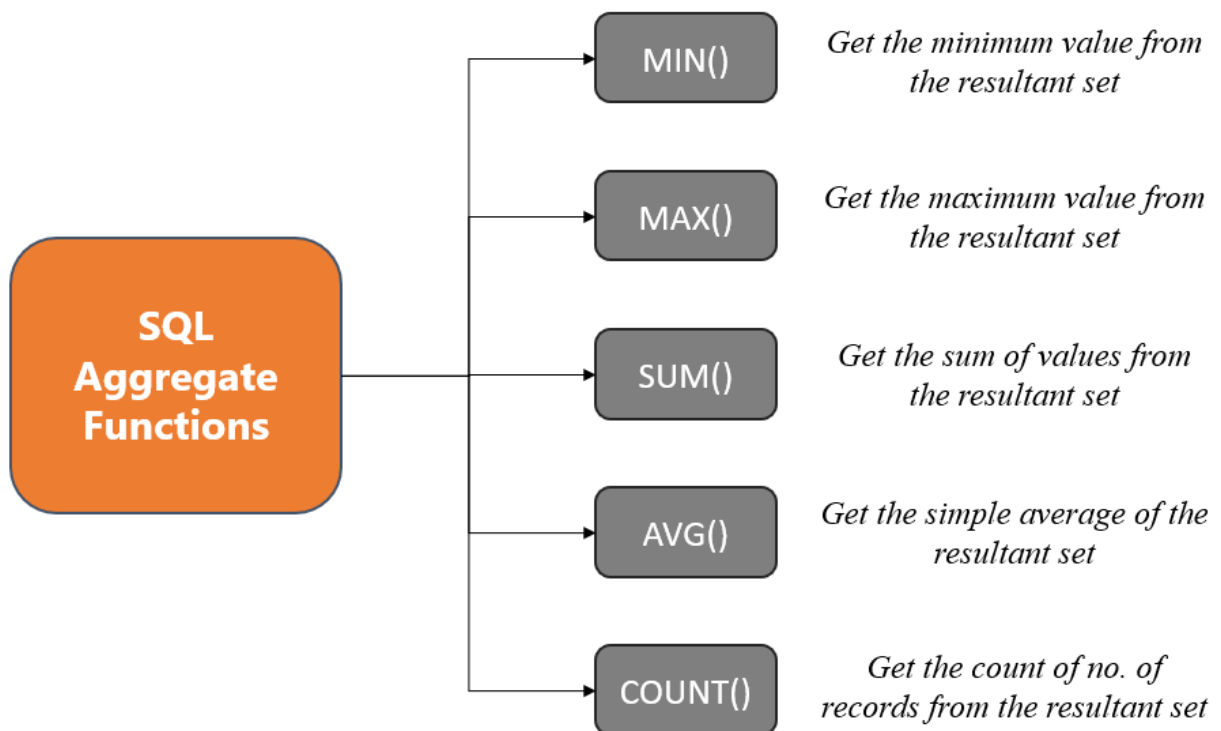 SQL
Aggregate
Functions
MIN()
Get the minimum value from
the resultant set
MAX()
Get the maximum value from
the resultant set
SUM()
Get the sum of values from
the resultant set
AVG()
Get the simple average of the
resultant set
COUNT()
Get the count of no. of
records from the resultant set